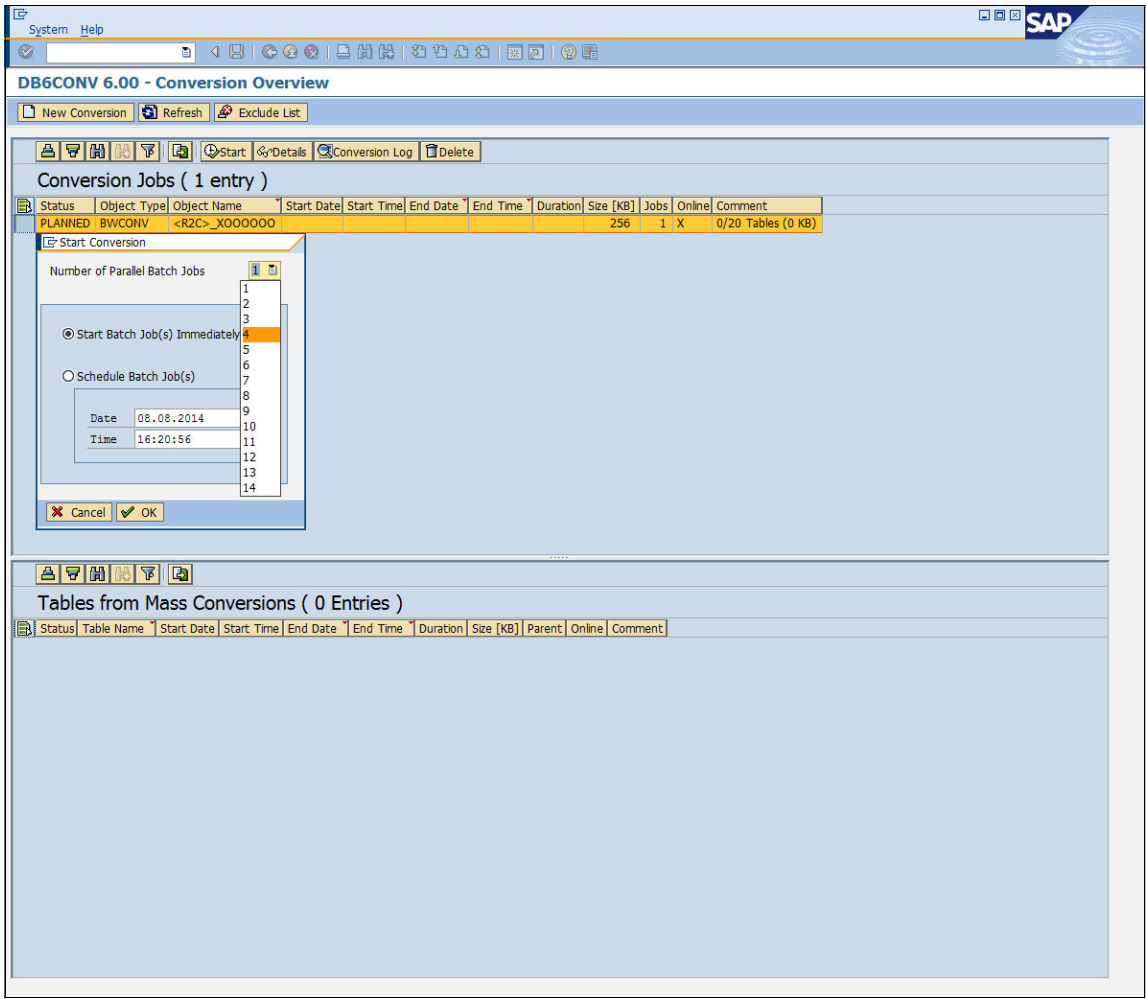 System Help
SAP
DB6CONV 6.00 - Conversion Overview
New Conversion Refresh Exclude List
Start Details Conversion Log Delete
Conversion Jobs ( 1 entry )
Status Object Type Object Name Start Date Start Time End Date End Time Duration Size [KB] Jobs Online Comment
PLANNED BWCONV <R2C>_XOOOOOO 256 1 X 0/20 Tables (0 KB)
Start Conversion
Number of Parallel Batch Jobs 1
1
2
3
Start Batch Job(s) Immediately 4
5
6
Schedule Batch Job(s) 7
8
Date 08.08.2014 9
10
Time 16:20:56 11
12
13
14
Cancel OK
Tables from Mass Conversions ( 0 Entries )
Status Table Name Start Date Start Time End Date End Time Duration Size [KB] Parent Online Comment